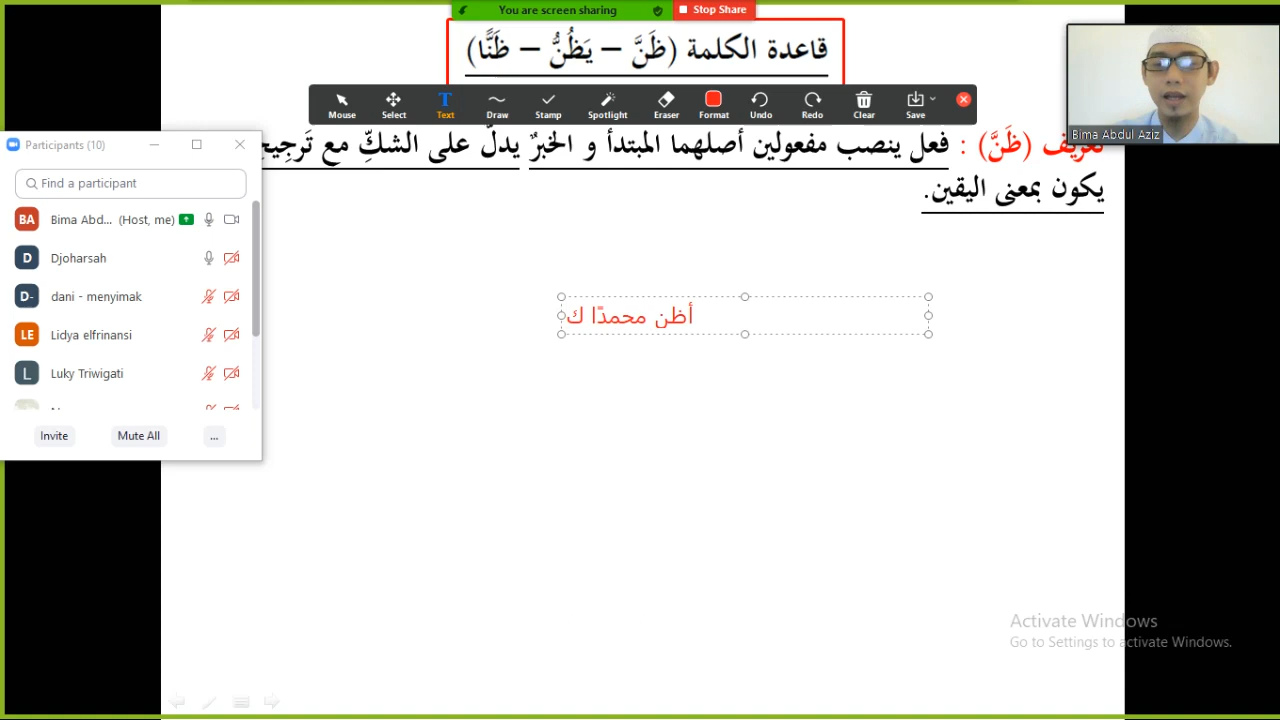 You are screen sharing
Stop Share
قاعدة الكلمة (ظَنَّ – يَظُنُّ – ظَنًّا)
Mouse
Select
Text
Draw
Stamp
Spotlight
Eraser
Format
Undo
Redo
Clear
Save
Bima Abdul Aziz
تعريف (ظَنَّ) : فعل ينصب مفعولين أصلهما المبتدأ و الخبرٌ يدلّ على الشكِّ مع
يكون بمعنى اليقين.
Participants (10)
Find a participant
BA Bima Abd... (Host, me)
D Djoharsah
D- dani - menyimak
LE Lidya elfrinansi
L Luky Triwigati
Invite
Mute All
...
أظن محمدًا ك
Activate Windows
Go to Settings to activate Windows.